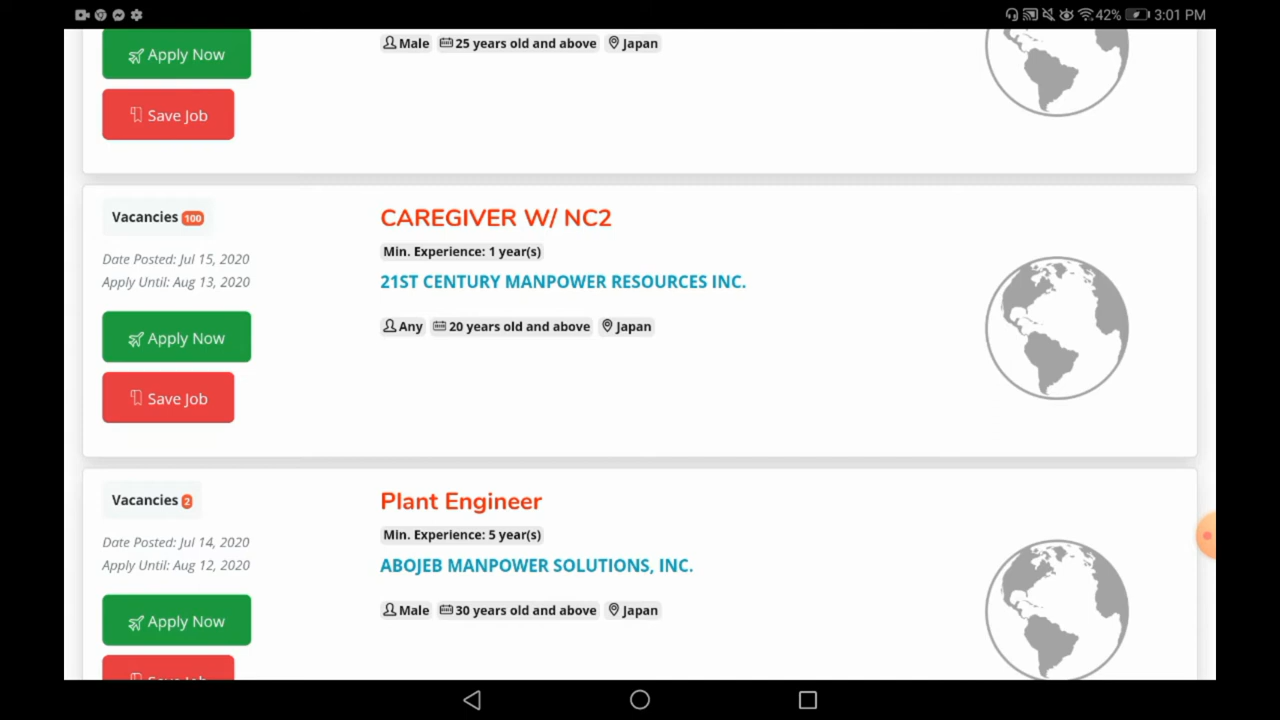 42% 3:01 PM
Apply Now
Male 25 years old and above Japan
Save Job
Vacancies 100
Date Posted: Jul 15, 2020
Apply Until: Aug 13, 2020
Apply Now
Save Job
CAREGIVER W/ NC2
Min. Experience: 1 year(s)
21ST CENTURY MANPOWER RESOURCES INC.
Any 20 years old and above Japan
Vacancies 2
Date Posted: Jul 14, 2020
Apply Until: Aug 12, 2020
Apply Now
Save Job
Plant Engineer
Min. Experience: 5 year(s)
ABOJEB MANPOWER SOLUTIONS, INC.
Male 30 years old and above Japan